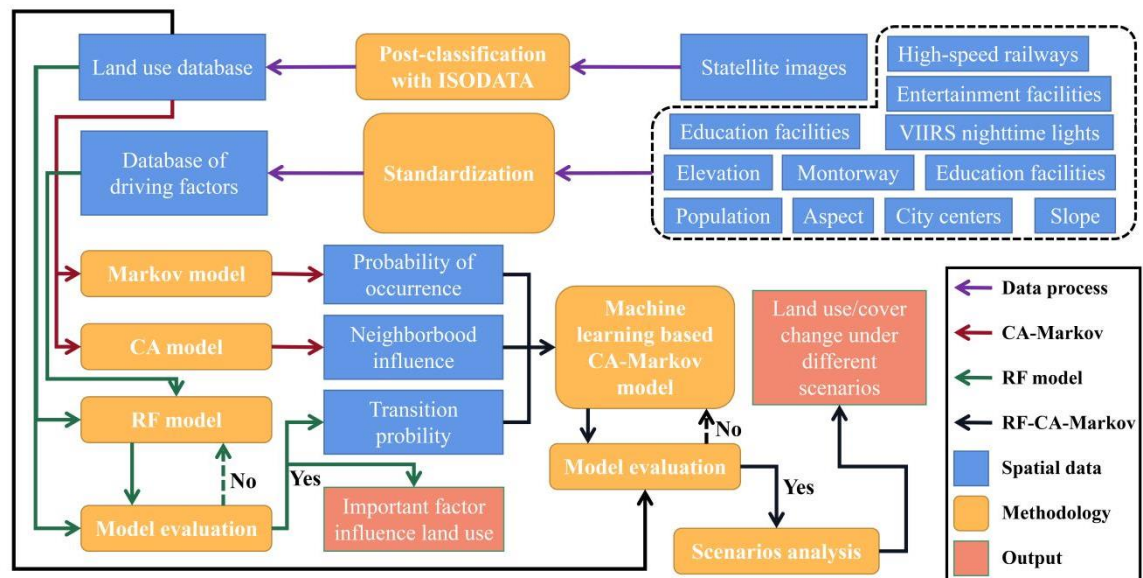 Land use database
Post-classification
with ISODATA
Statellite images
High-speed railways
Entertainment facilities
Education facilities
VIIRS nighttime lights
Database of
driving factors
Standardization
Elevation
Montorway
Education facilities
Population
Aspect
City centers
Slope
Markov model
Probability of
occurrence
CA model
Neighborbood
influence
Machine
learning based
CA-Markov
model
Land use/cover
change under
different
scenarios
RF model
Transition
probility
No
Yes
Model evaluation
Important factor
influence land use
No
Model evaluation
Yes
Scenarios analysis
Data process
CA-Markov
RF model
RF-CA-Markov
Spatial data
Methodology
Output